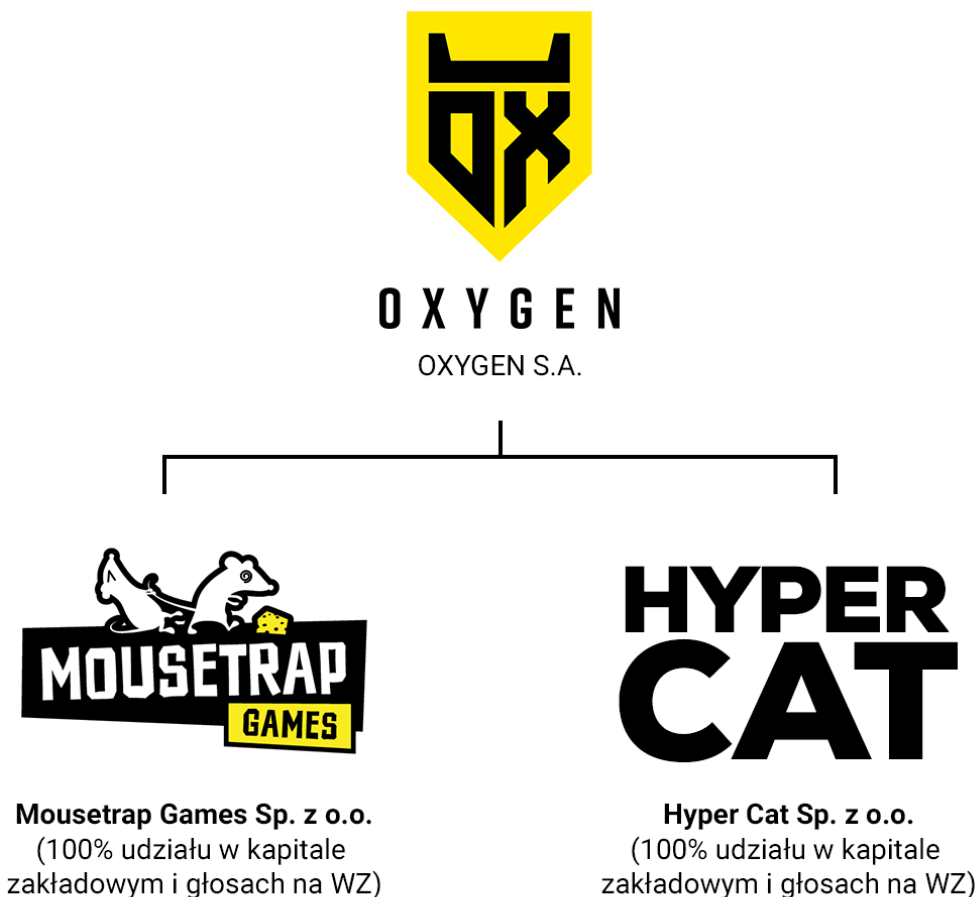 OX
OXYGEN
OXYGEN S.A.
MOUSETRAP
GAMES
Mousetrap Games Sp. z o.o.
(100% udziału w kapitale
zakładowym i głosach na WZ)
HYPER
CAT
Hyper Cat Sp. z o.o.
(100% udziału w kapitale
zakładowym i głosach na WZ)